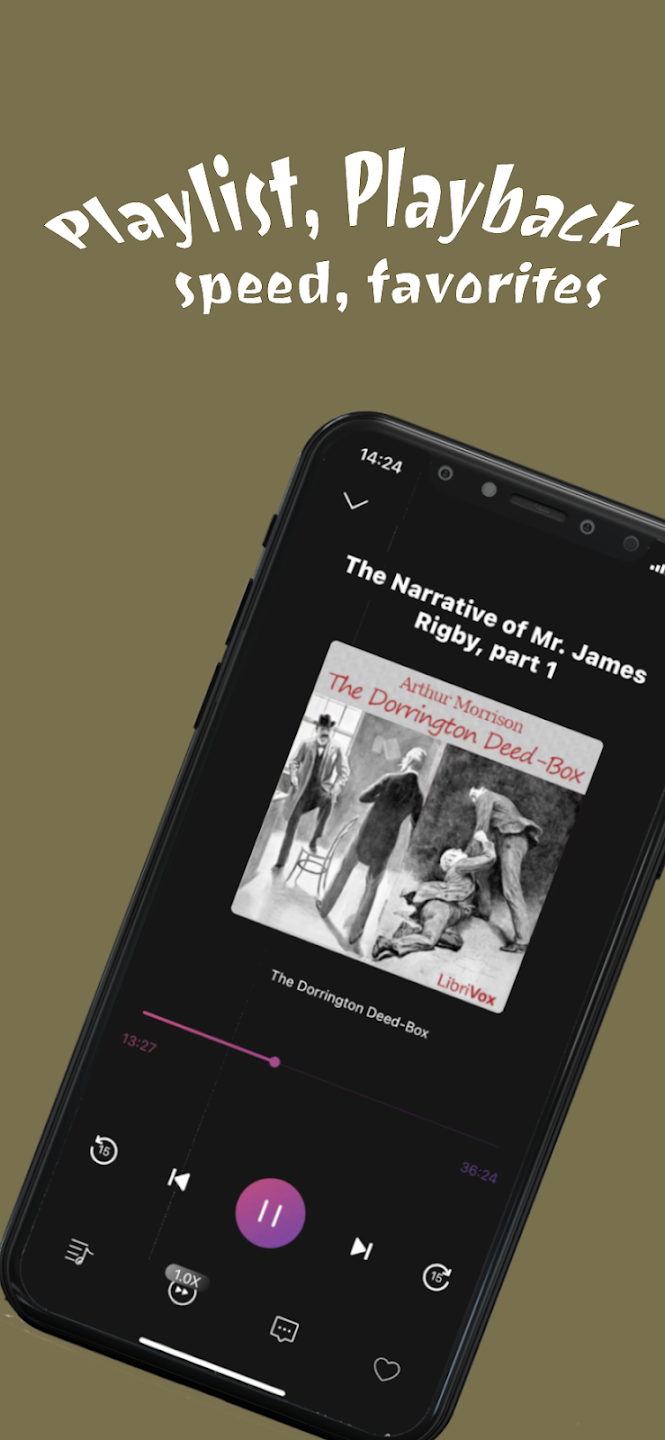 Playlist, Playback
speed, favorites
14:24
The Narrative of Mr. James
Rigby, part 1
Arthur Morrison
The Dorrington Deed-Box
LibriVox
The Dorrington Deed-Box
13:27
36:24
15
15
1.0X